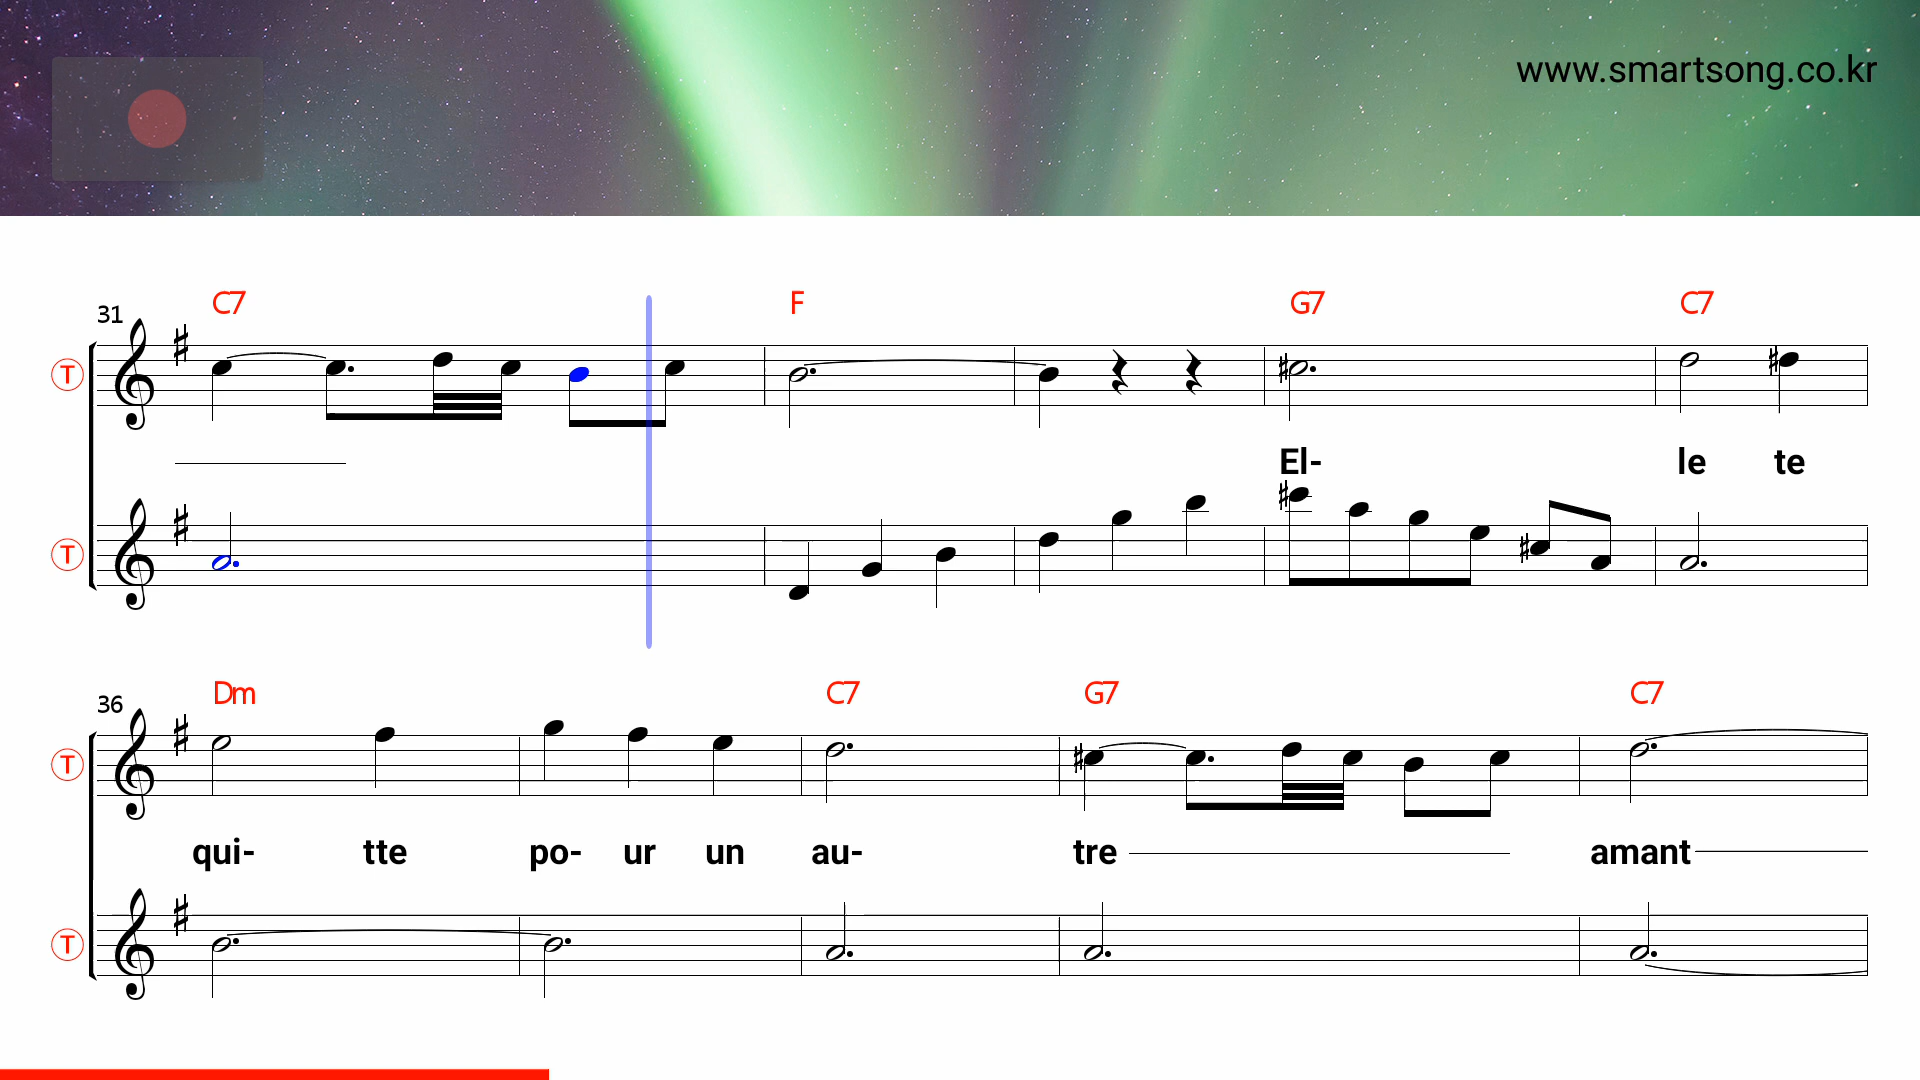 www.smartsong.co.kr
C7 F G7 C7
31
T
El- le te
T
Dm C7 G7 C7
36
T
qui- tte po- ur un au- tre amant
T